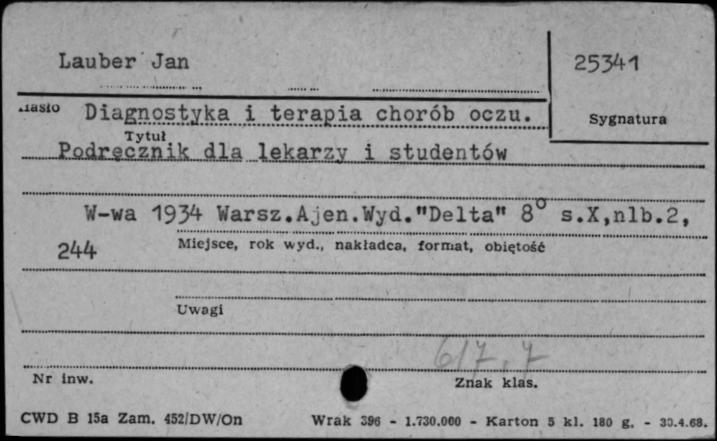 Lauber Jan
25341
Hasło Diagnostyka i terapia chorób oczu.
Sygnatura
Tytuł
Podręcznik dla lekarzy i studentów
W-wa 1934 Warsz.Ajen.Wyd."Delta" 8° s.X,nlb.2,
244 Miejsce, rok wyd., nakładca, format, objętość
Uwagi
617.7
Nr inw.
Znak klas.
CWD B 15a Zam. 452/DW/On Wrak 396 - 1.730.000 - Karton 5 kl. 180 g. - 30.4.68.